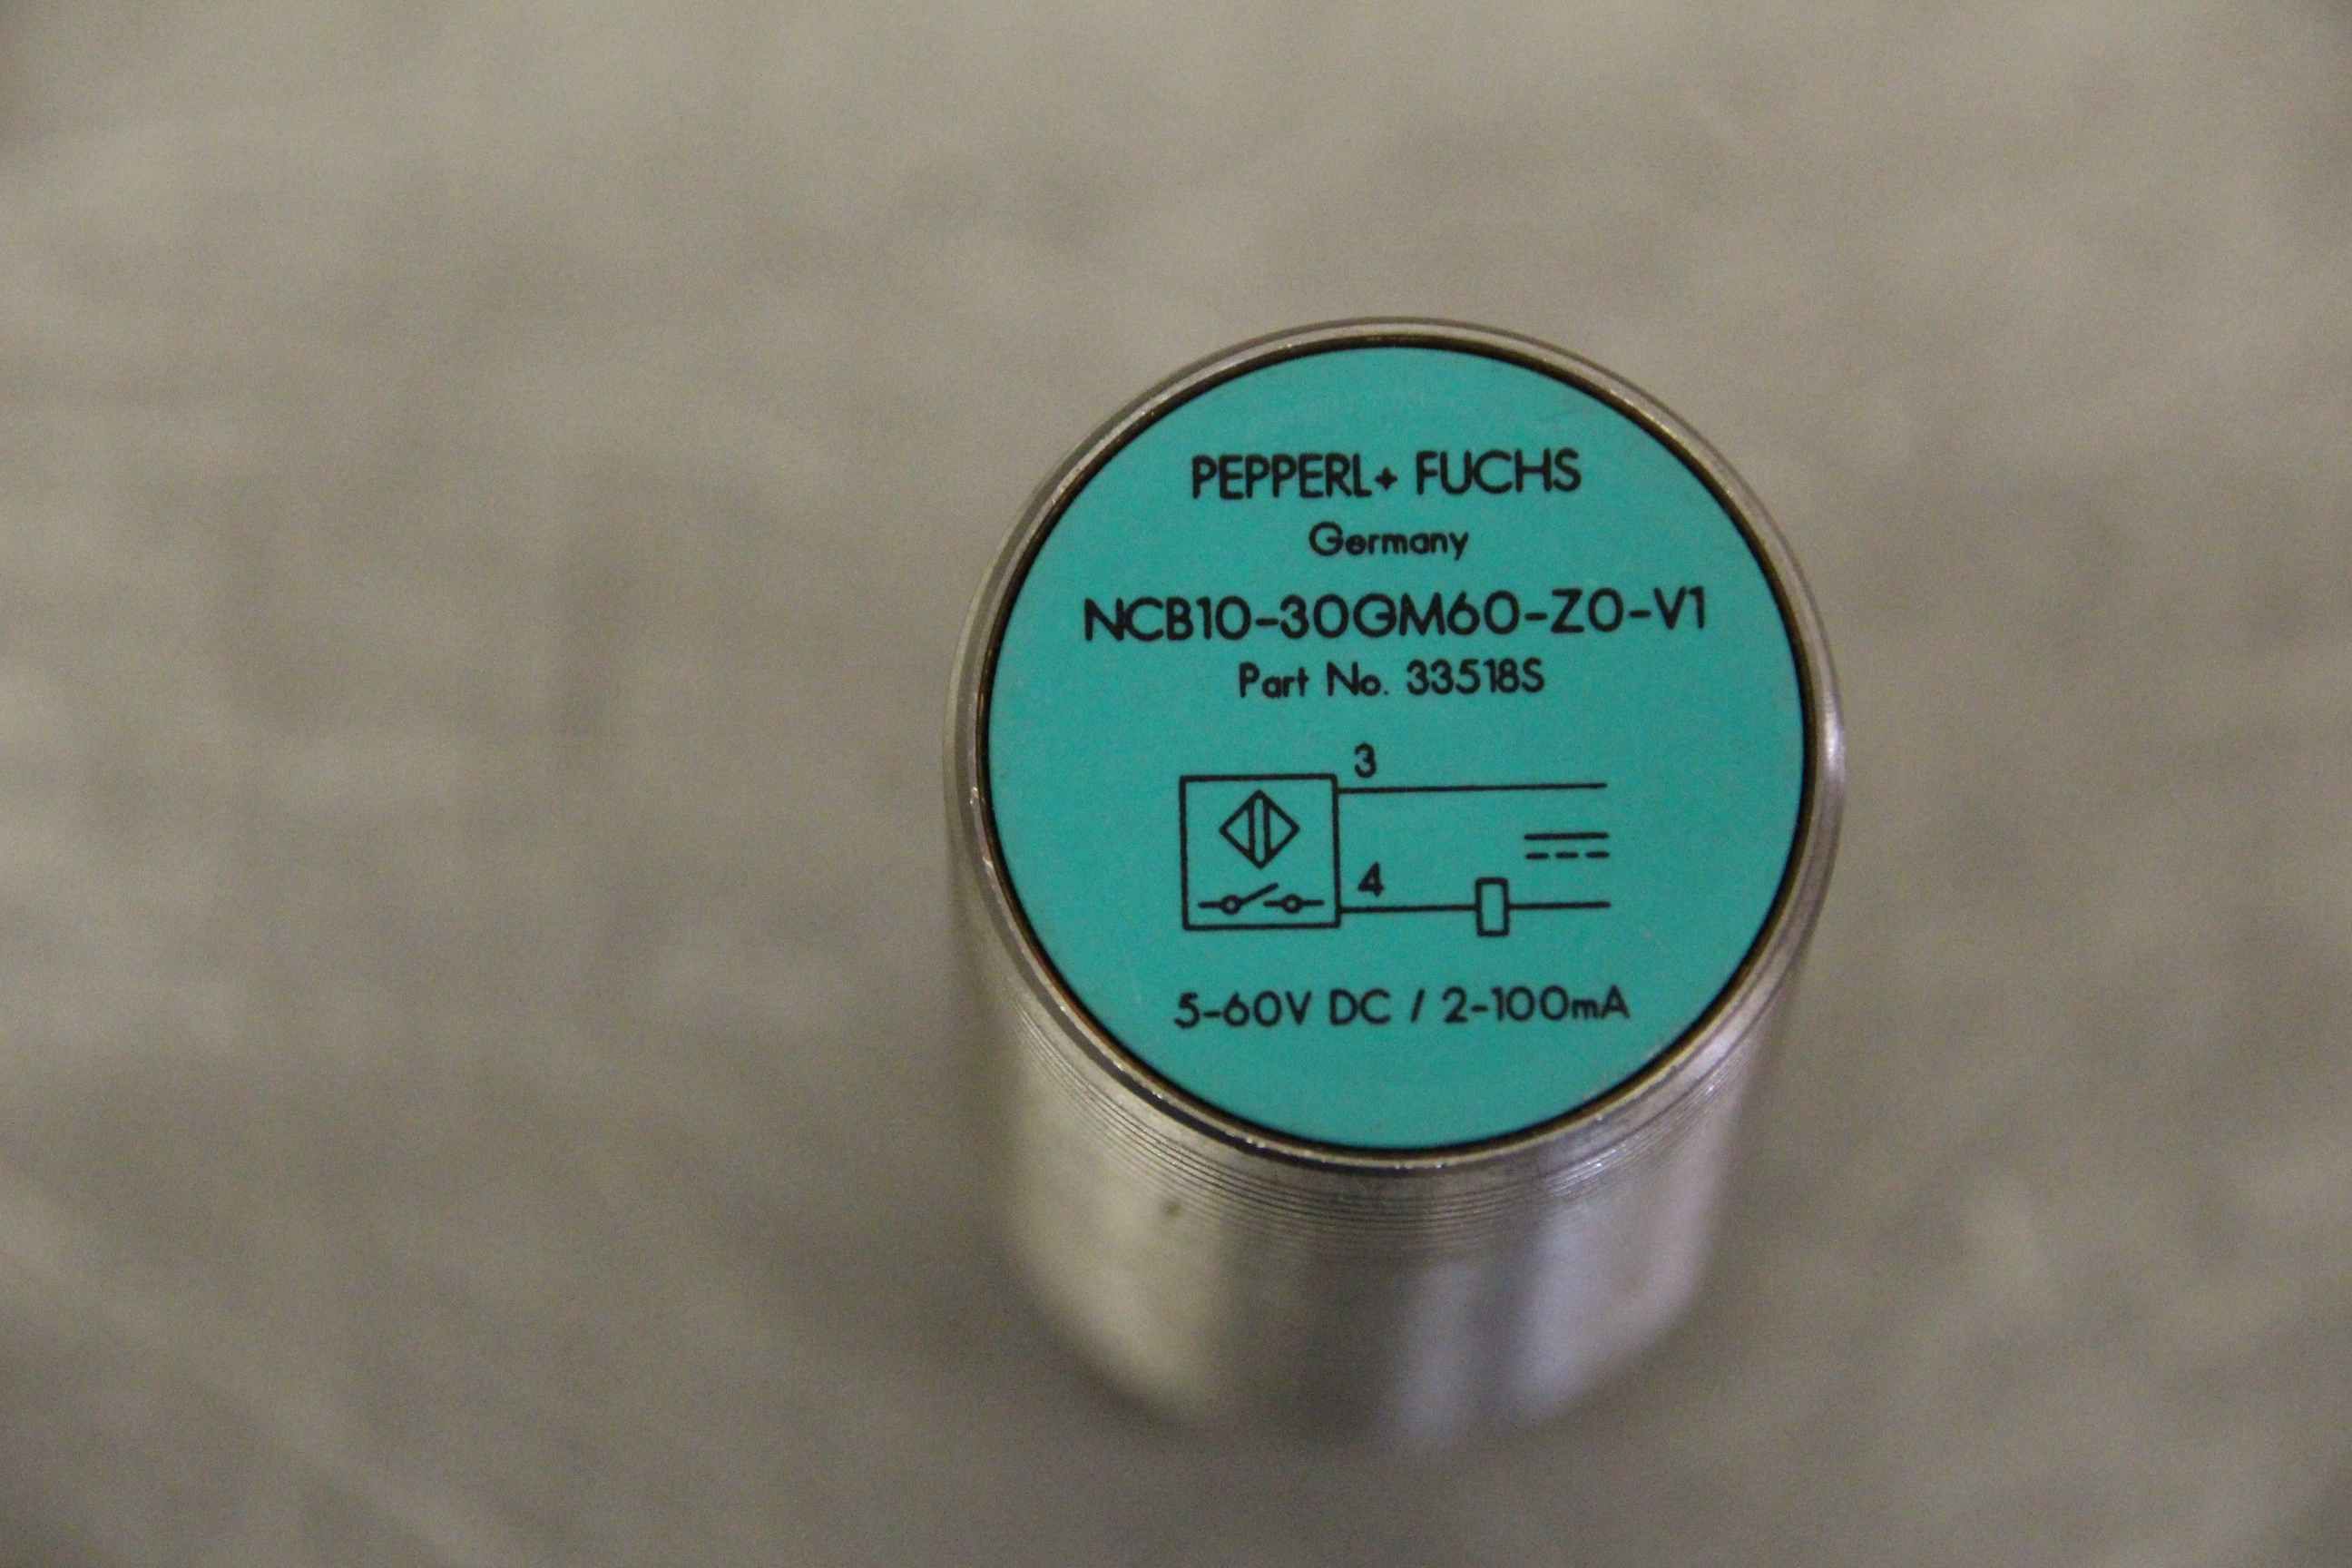 PEPPERL+ FUCHS
Germany
NCB10-30GM60-Z0-V1
Part No. 33518S
3
4
5-60V DC / 2-100mA